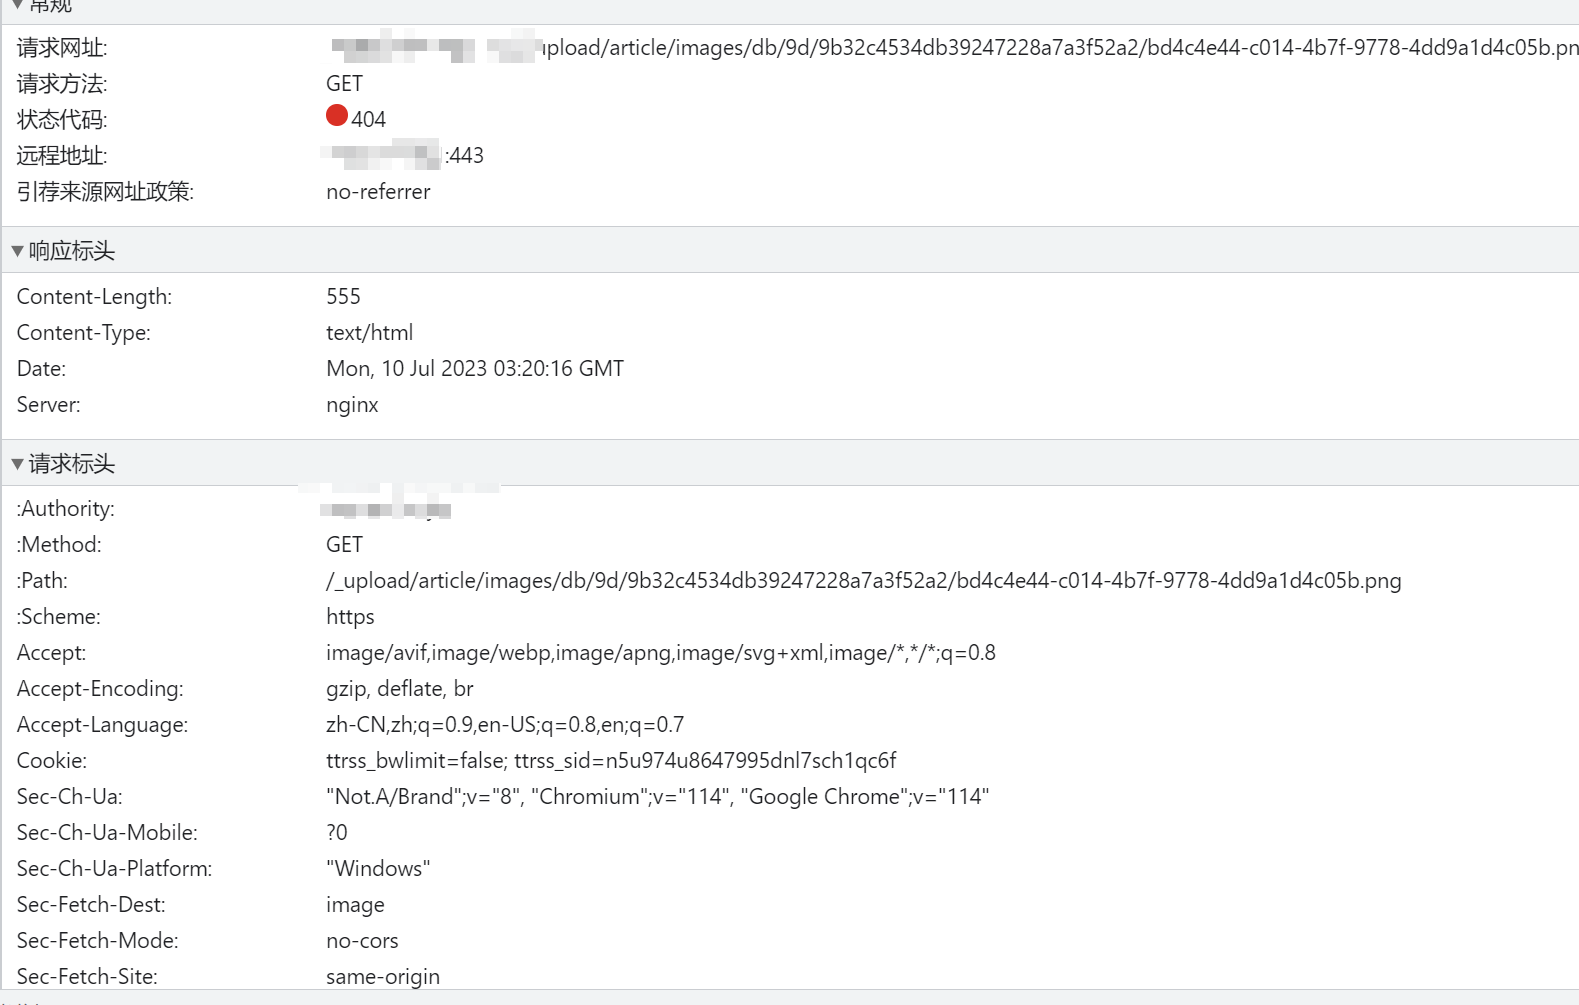 ▼常规
请求网址: upload/article/images/db/9d/9b32c4534db39247228a7a3f52a2/bd4c4e44-c014-4b7f-9778-4dd9a1d4c05b.pn
请求方法: GET
状态代码: 404
远程地址: :443
引荐来源网址政策: no-referrer
▼响应标头
Content-Length: 555
Content-Type: text/html
Date: Mon, 10 Jul 2023 03:20:16 GMT
Server: nginx
▼请求标头
:Authority:
:Method: GET
:Path: /_upload/article/images/db/9d/9b32c4534db39247228a7a3f52a2/bd4c4e44-c014-4b7f-9778-4dd9a1d4c05b.png
:Scheme: https
Accept: image/avif,image/webp,image/apng,image/svg+xml,image/*,*/*;q=0.8
Accept-Encoding: gzip, deflate, br
Accept-Language: zh-CN,zh;q=0.9,en-US;q=0.8,en;q=0.7
Cookie: ttrss_bwlimit=false; ttrss_sid=n5u974u8647995dnl7sch1qc6f
Sec-Ch-Ua: "Not.A/Brand";v="8", "Chromium";v="114", "Google Chrome";v="114"
Sec-Ch-Ua-Mobile: ?0
Sec-Ch-Ua-Platform: "Windows"
Sec-Fetch-Dest: image
Sec-Fetch-Mode: no-cors
Sec-Fetch-Site: same-origin